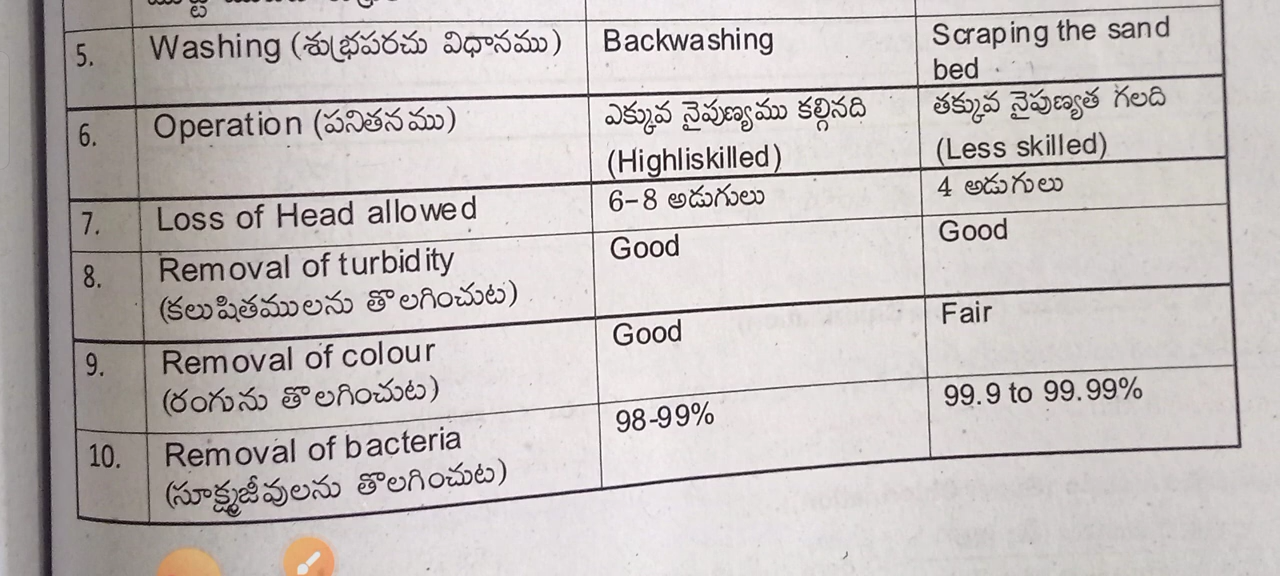 5. Washing (శుభ్రపరచు విధానము) Backwashing Scraping the sand
bed
6. Operation (పనితనము) ఎక్కువ నైపుణ్యము కల్గినది తక్కువ నైపుణ్యత గలది
(Highliskilled) (Less skilled)
7. Loss of Head allowed 6-8 అడుగులు 4 అడుగులు
8. Removal of turbidity Good Good
(కలుషితములను తొలగించుట)
9. Removal of colour Good Fair
(రంగును తొలగించుట)
10. Removal of bacteria 98-99% 99.9 to 99.99%
(సూక్ష్మజీవులను తొలగించుట)